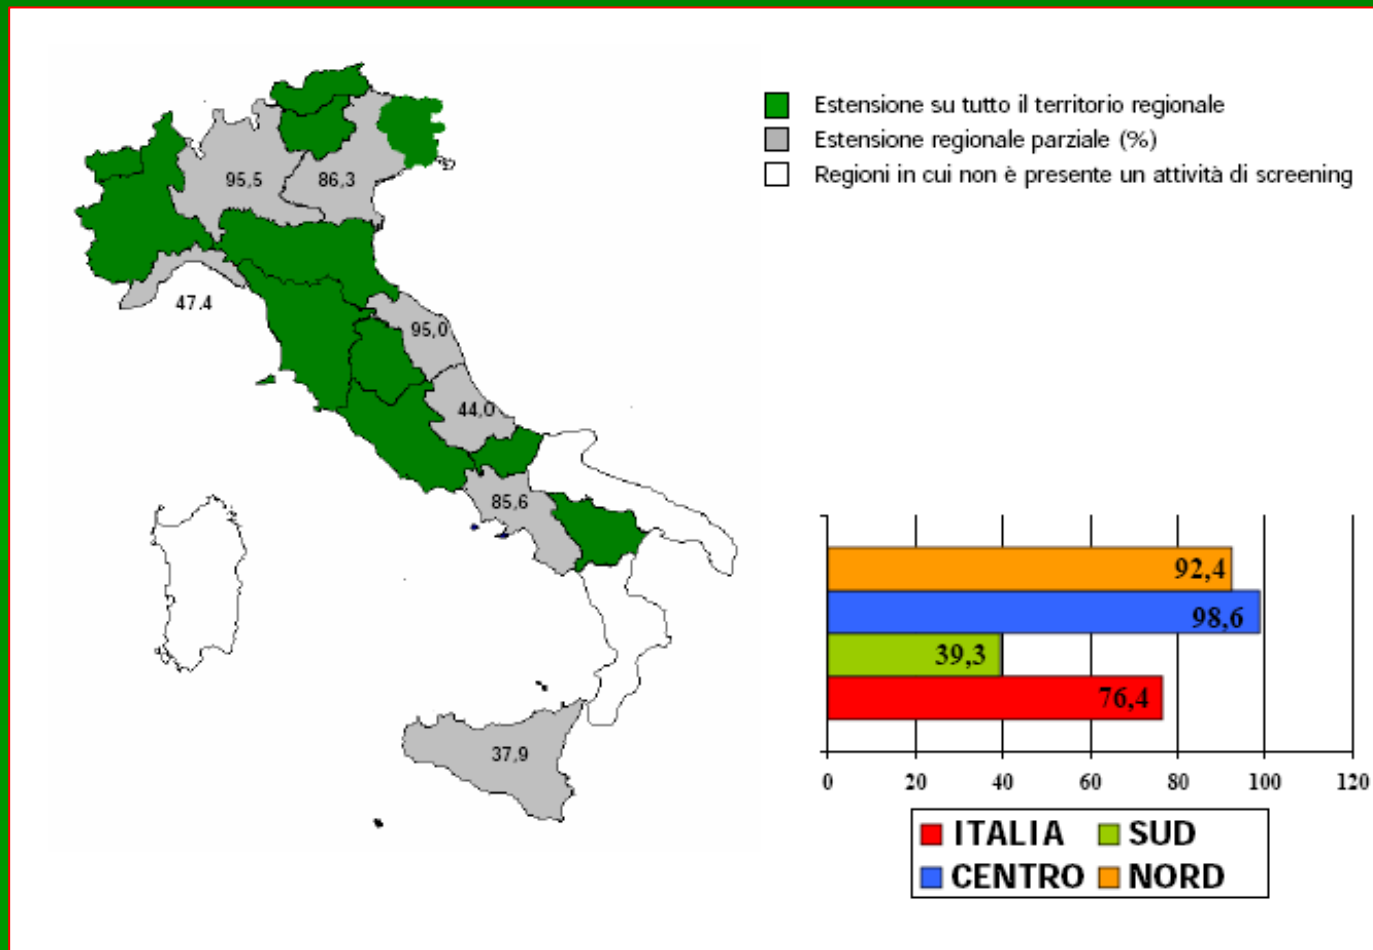 Estensione su tutto il territorio regionale
Estensione regionale parziale (%)
Regioni in cui non è presente un attività di screening
95,5
86,3
47.4
95,0
44,0
85,6
37,9
92,4
98,6
39,3
76,4
0 20 40 60 80 100 120
ITALIA SUD
CENTRO NORD